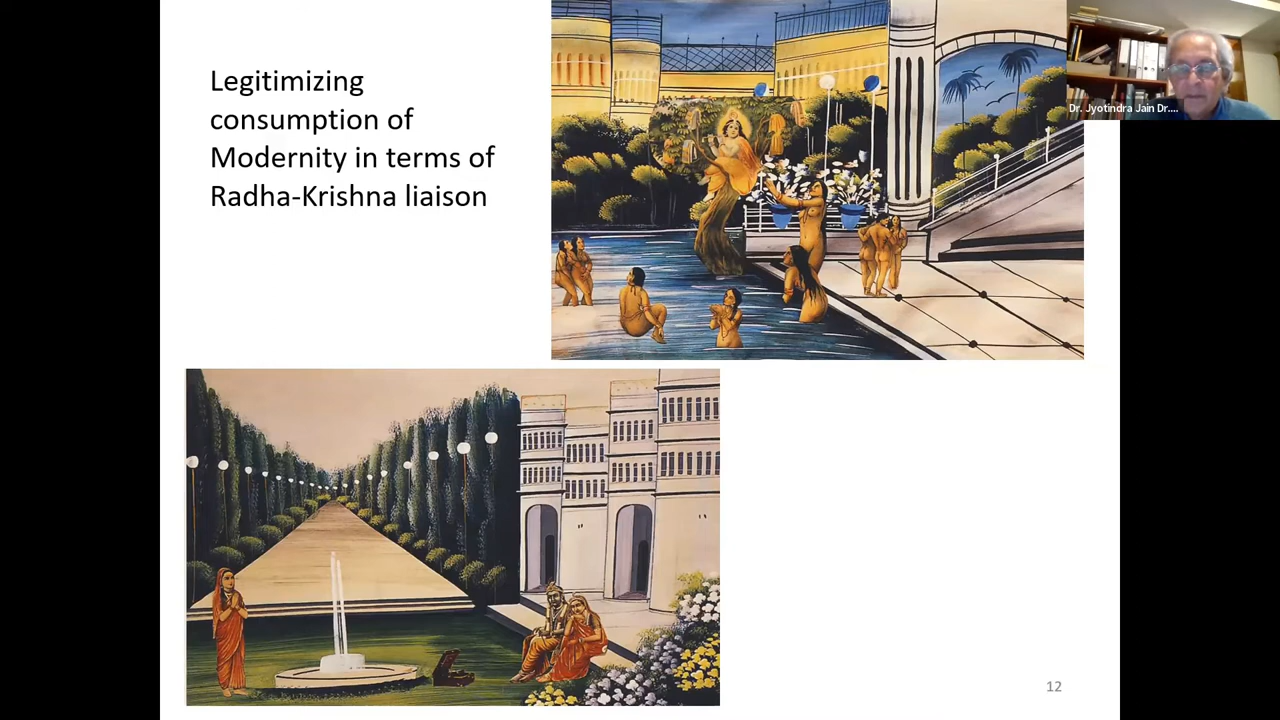 Legitimizing
consumption of
Modernity in terms of
Radha-Krishna liaison
Dr. Jyotindra Jain Dr....
12